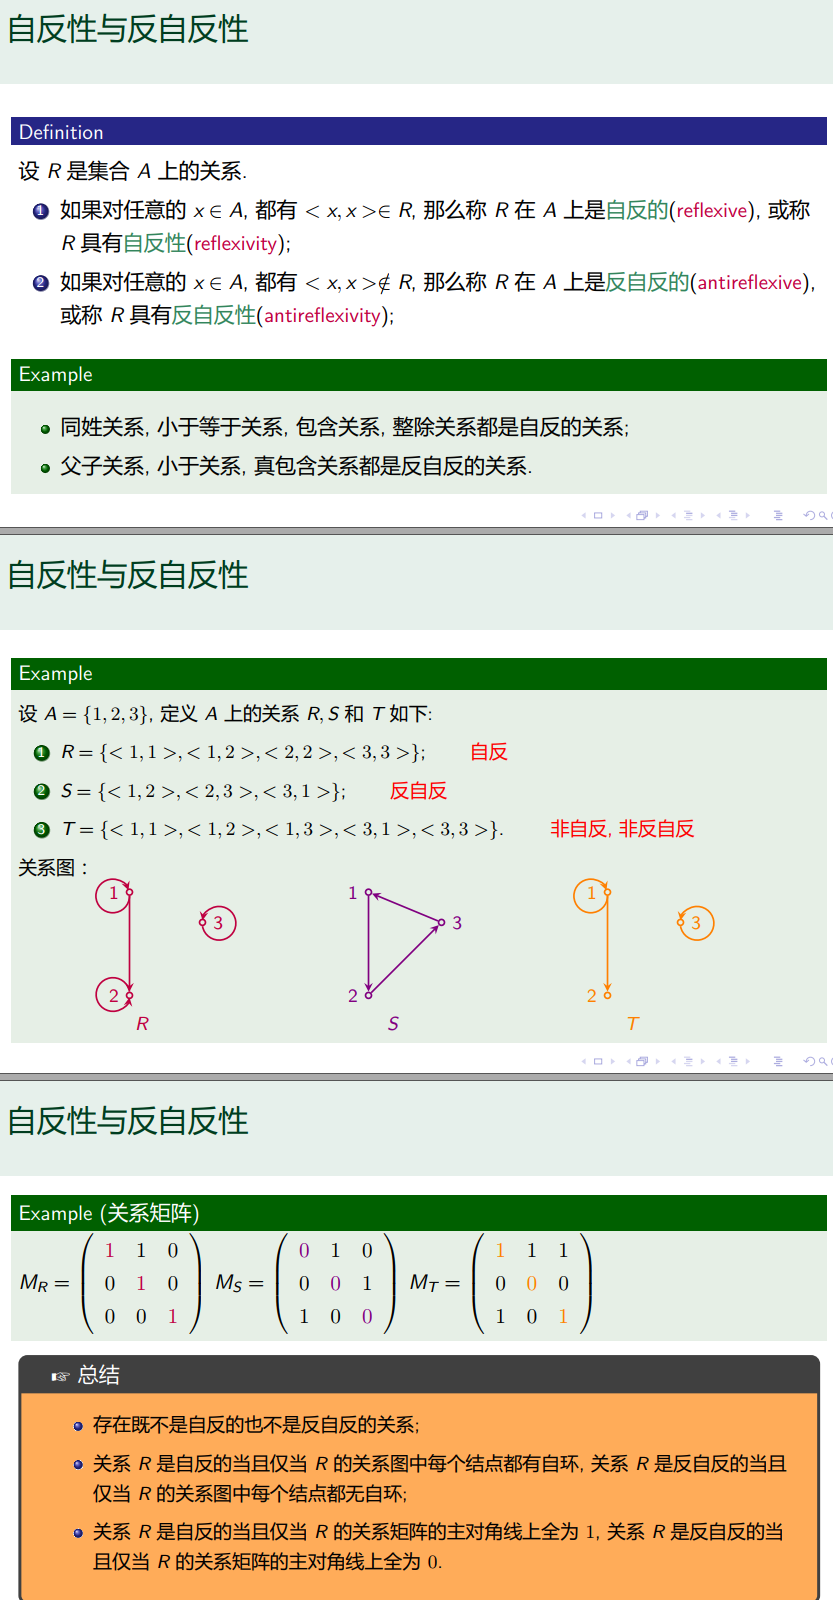 自反性与反自反性
Definition
设 R 是集合 A 上的关系.
1 如果对任意的 x ∈ A, 都有 < x, x >∈ R, 那么称 R 在 A 上是自反的(reflexive), 或称
R 具有自反性(reflexivity);
2 如果对任意的 x ∈ A, 都有 < x, x >∉ R, 那么称 R 在 A 上是反自反的(antireflexive),
或称 R 具有反自反性(antireflexivity);
Example
同姓关系, 小于等于关系, 包含关系, 整除关系都是自反的关系;
父子关系, 小于关系, 真包含关系都是反自反的关系.
自反性与反自反性
Example
设 A = {1, 2, 3}, 定义 A 上的关系 R, S 和 T 如下:
1 R = {< 1, 1 >, < 1, 2 >, < 2, 2 >, < 3, 3 >}; 自反
2 S = {< 1, 2 >, < 2, 3 >, < 3, 1 >}; 反自反
3 T = {< 1, 1 >, < 1, 2 >, < 1, 3 >, < 3, 1 >, < 3, 3 >}. 非自反, 非反自反
关系图：
1 1 1
3 3 3
2 2 2
R S T
自反性与反自反性
Example (关系矩阵)
1 1 0 0 1 0 1 1 1
M_R = 0 1 0 M_S = 0 0 1 M_T = 0 0 0
0 0 1 1 0 0 1 0 1
☞ 总结
存在既不是自反的也不是反自反的关系;
关系 R 是自反的当且仅当 R 的关系图中每个结点都有自环, 关系 R 是反自反的当且
仅当 R 的关系图中每个结点都无自环;
关系 R 是自反的当且仅当 R 的关系矩阵的主对角线上全为 1, 关系 R 是反自反的当
且仅当 R 的关系矩阵的主对角线上全为 0.